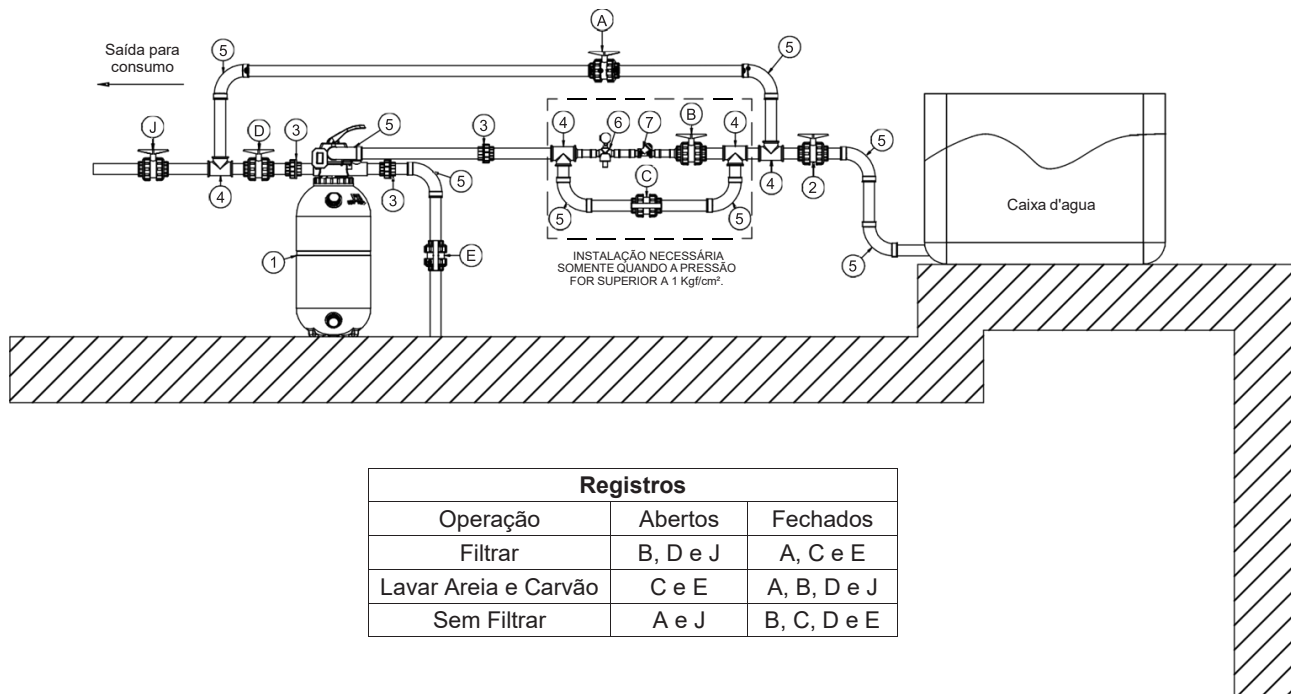 A
Saída para
consumo
5
5
J
D
3
5
3
4
6
7
B
4
2
5
4
3
5
C
4
5
5
Caixa d'agua
1
E
5
INSTALAÇÃO NECESSÁRIA
SOMENTE QUANDO A PRESSÃO
FOR SUPERIOR A 1 Kgf/cm².
Registros
Operação Abertos Fechados
Filtrar B, D e J A, C e E
Lavar Areia e Carvão C e E A, B, D e J
Sem Filtrar A e J B, C, D e E